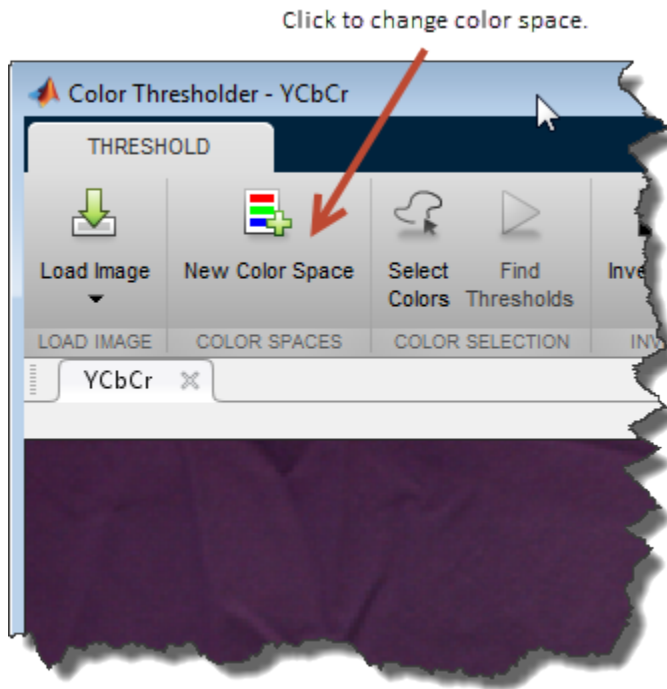 Click to change color space.
Color Thresholder - YCbCr
THRESHOLD
Load Image
New Color Space
Select
Colors
Find
Thresholds
LOAD IMAGE
COLOR SPACES
COLOR SELECTION
YCbCr